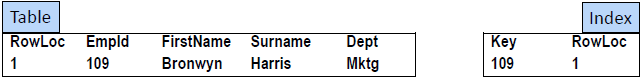 Table
RowLoc EmpId FirstName Surname Dept
1 109 Bronwyn Harris Mktg
Index
Key RowLoc
109 1